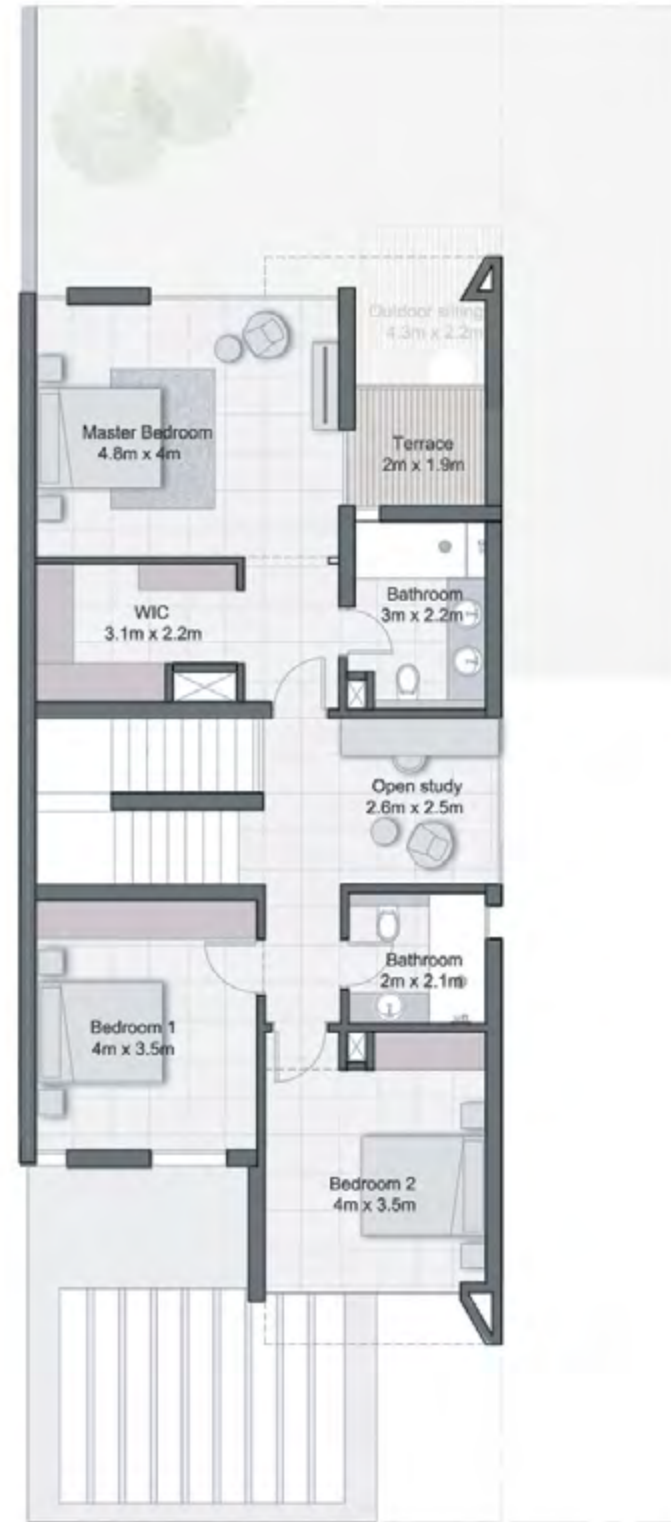 Outdoor sitting
4.3m x 2.2m
Master Bedroom
4.8m x 4m
Terrace
2m x 1.9m
Bathroom
3m x 2.2m
WIC
3.1m x 2.2m
Open study
2.6m x 2.5m
Bathroom
2m x 2.1m
Bedroom 1
4m x 3.5m
Bedroom 2
4m x 3.5m